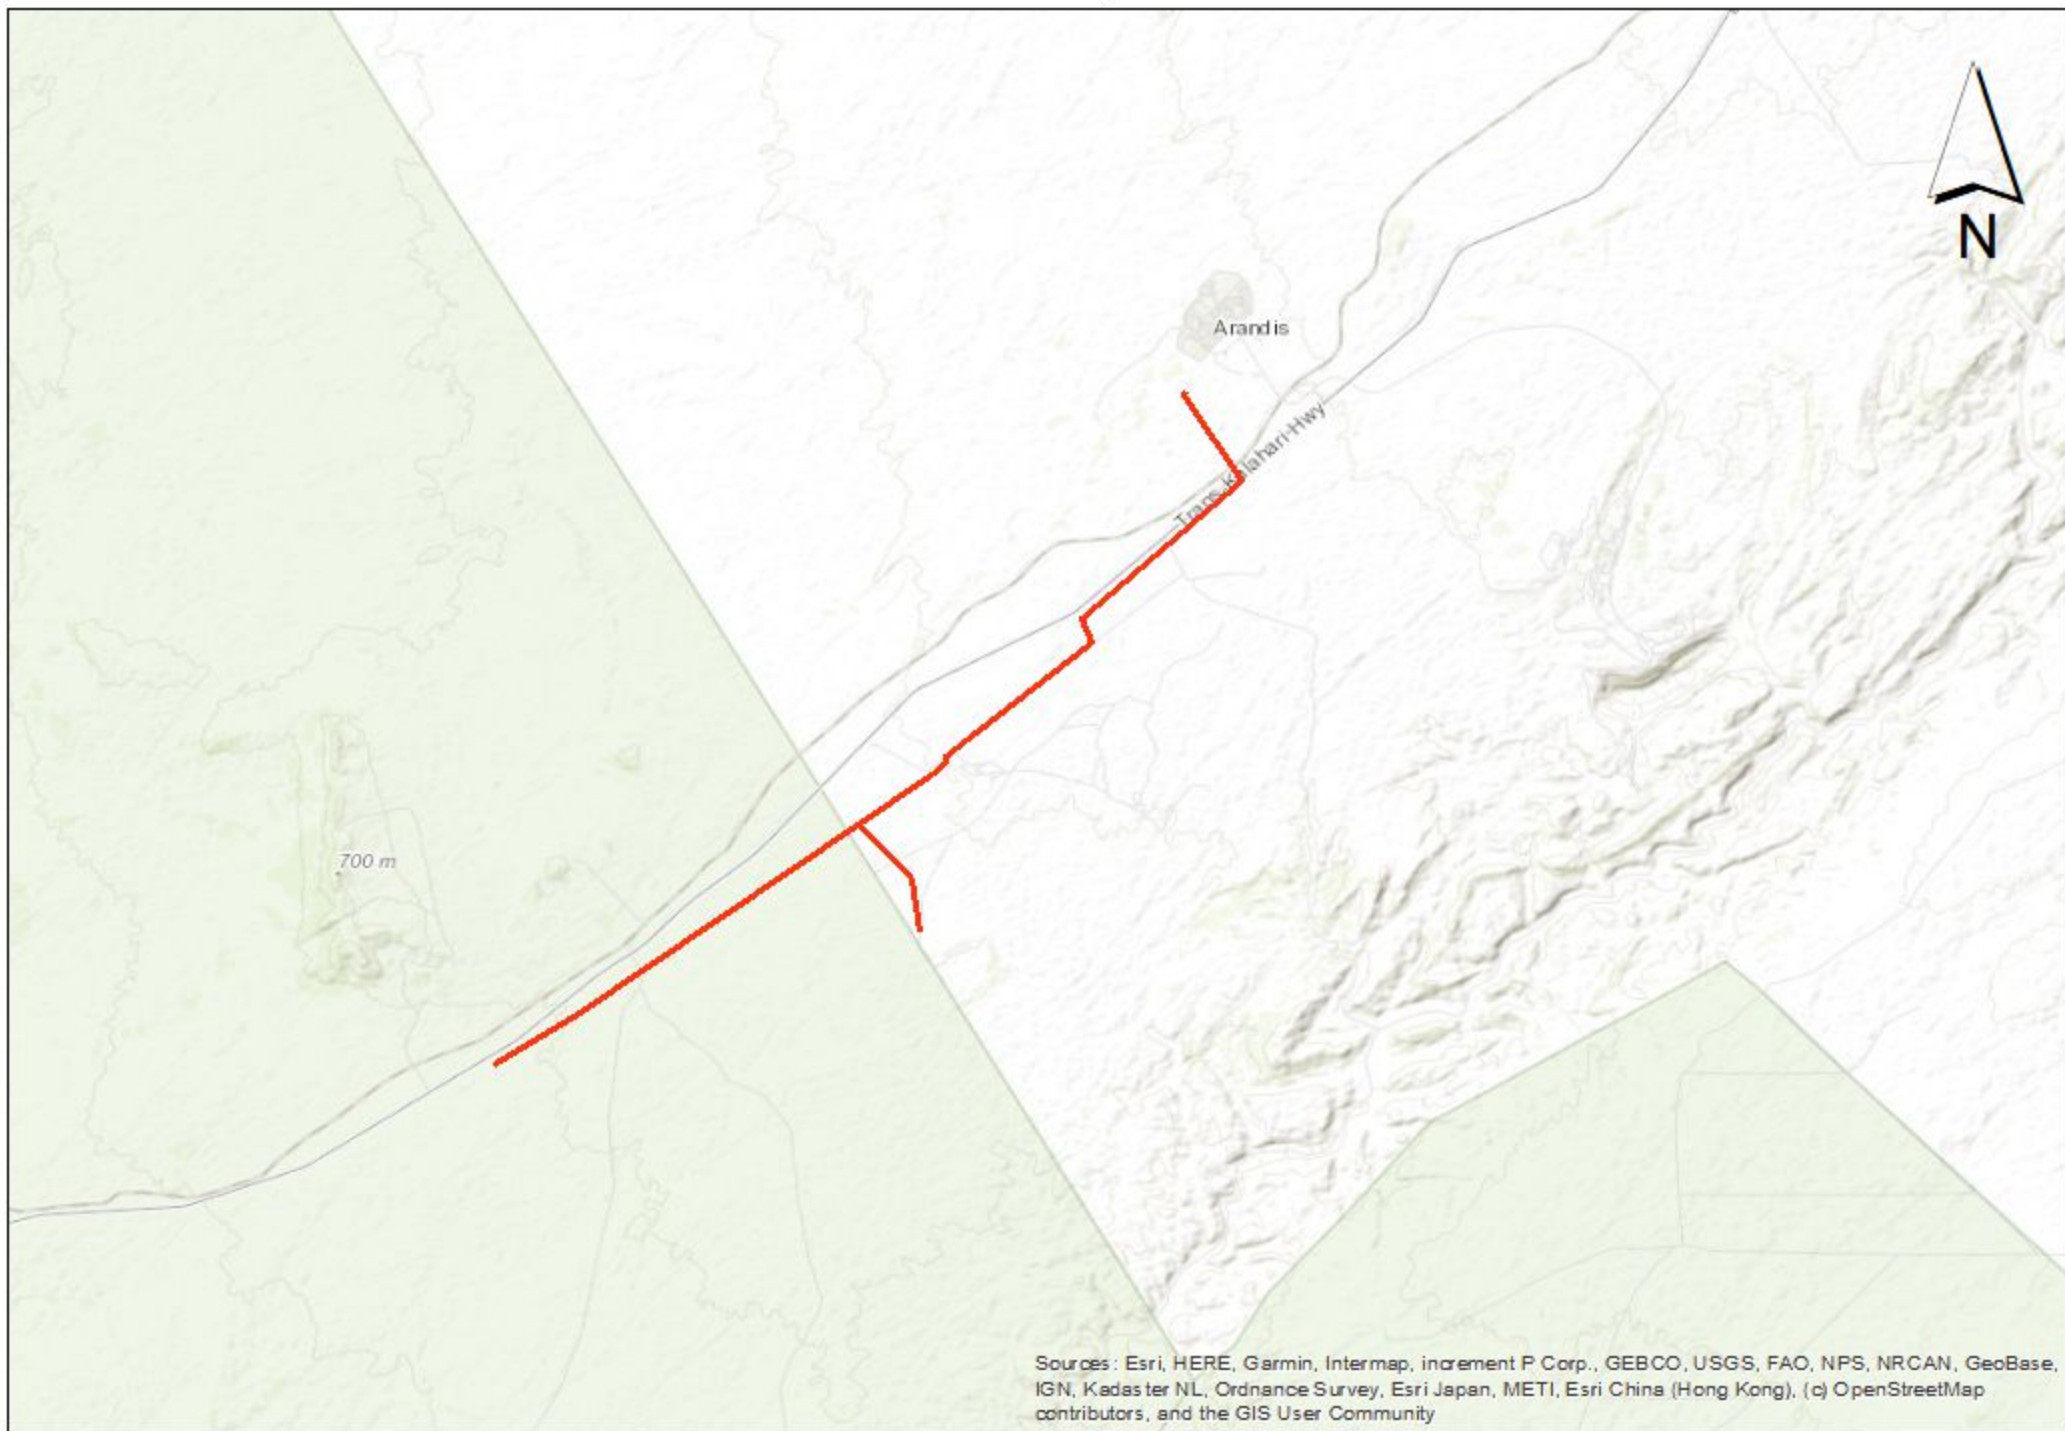 N
Arandis
Trans-Kalahari-Hwy
700 m
Sources: Esri, HERE, Garmin, Intermap, increment P Corp., GEBCO, USGS, FAO, NPS, NRCAN, GeoBase,
IGN, Kadaster NL, Ordnance Survey, Esri Japan, METI, Esri China (Hong Kong), (c) OpenStreetMap
contributors, and the GIS User Community